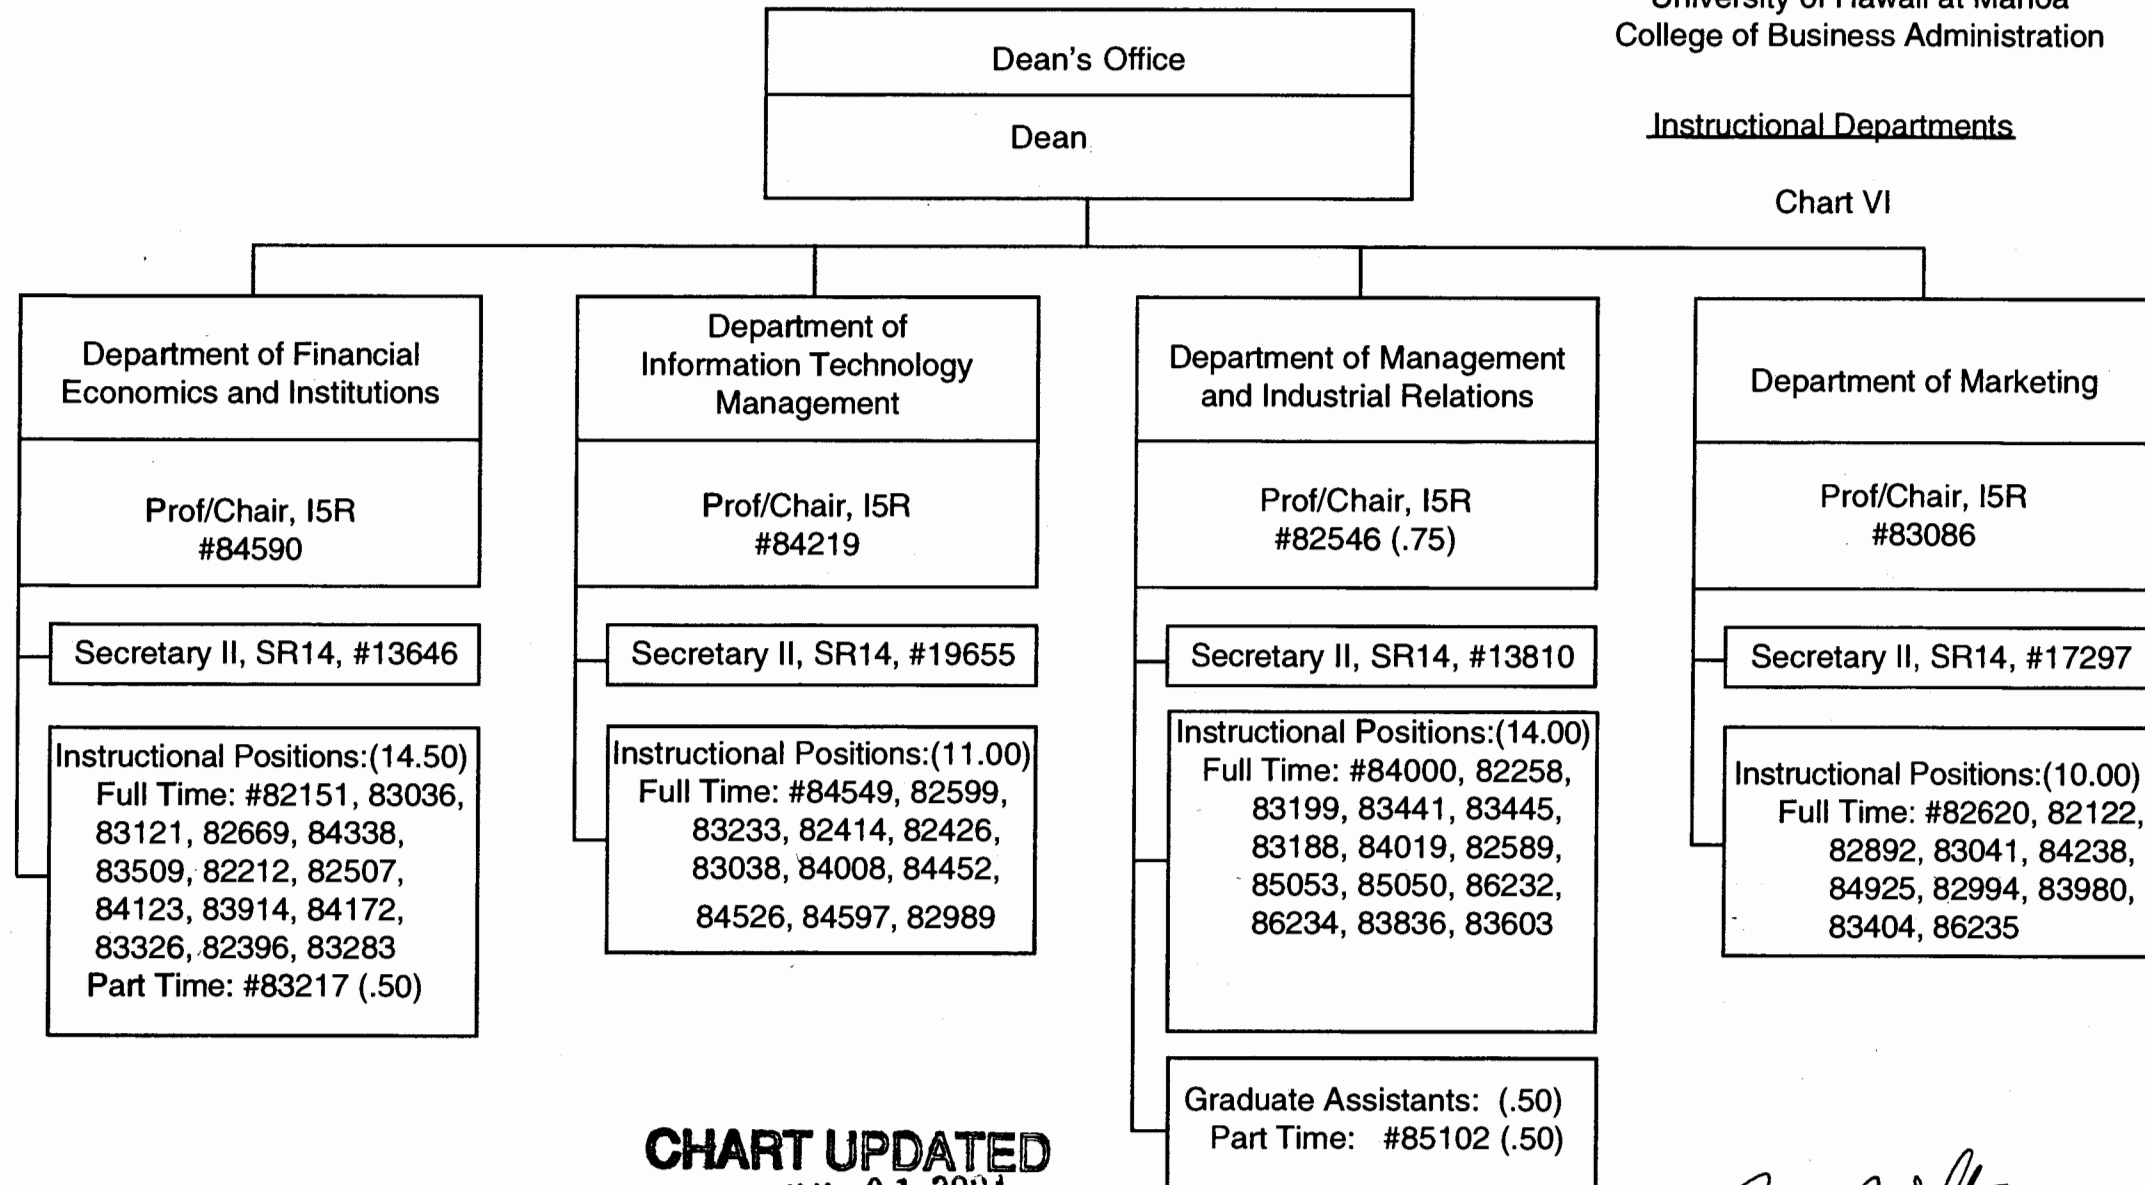 University of Hawaii at Manoa
College of Business Administration
Instructional Departments
Chart VI
Dean's Office
Dean
Department of Financial
Economics and Institutions
Prof/Chair, I5R
#84590
Secretary II, SR14, #13646
Instructional Positions:(14.50)
Full Time: #82151, 83036,
83121, 82669, 84338,
83509, 82212, 82507,
84123, 83914, 84172,
83326, 82396, 83283
Part Time: #83217 (.50)
Department of
Information Technology
Management
Prof/Chair, I5R
#84219
Secretary II, SR14, #19655
Instructional Positions:(11.00)
Full Time: #84549, 82599,
83233, 82414, 82426,
83038, 84008, 84452,
84526, 84597, 82989
Department of Management
and Industrial Relations
Prof/Chair, I5R
#82546 (.75)
Secretary II, SR14, #13810
Instructional Positions:(14.00)
Full Time: #84000, 82258,
83199, 83441, 83445,
83188, 84019, 82589,
85053, 85050, 86232,
86234, 83836, 83603
Graduate Assistants: (.50)
Part Time: #85102 (.50)
Department of Marketing
Prof/Chair, I5R
#83086
Secretary II, SR14, #17297
Instructional Positions:(10.00)
Full Time: #82620, 82122,
82892, 83041, 84238,
84925, 82994, 83980,
83404, 86235
CHART UPDATED